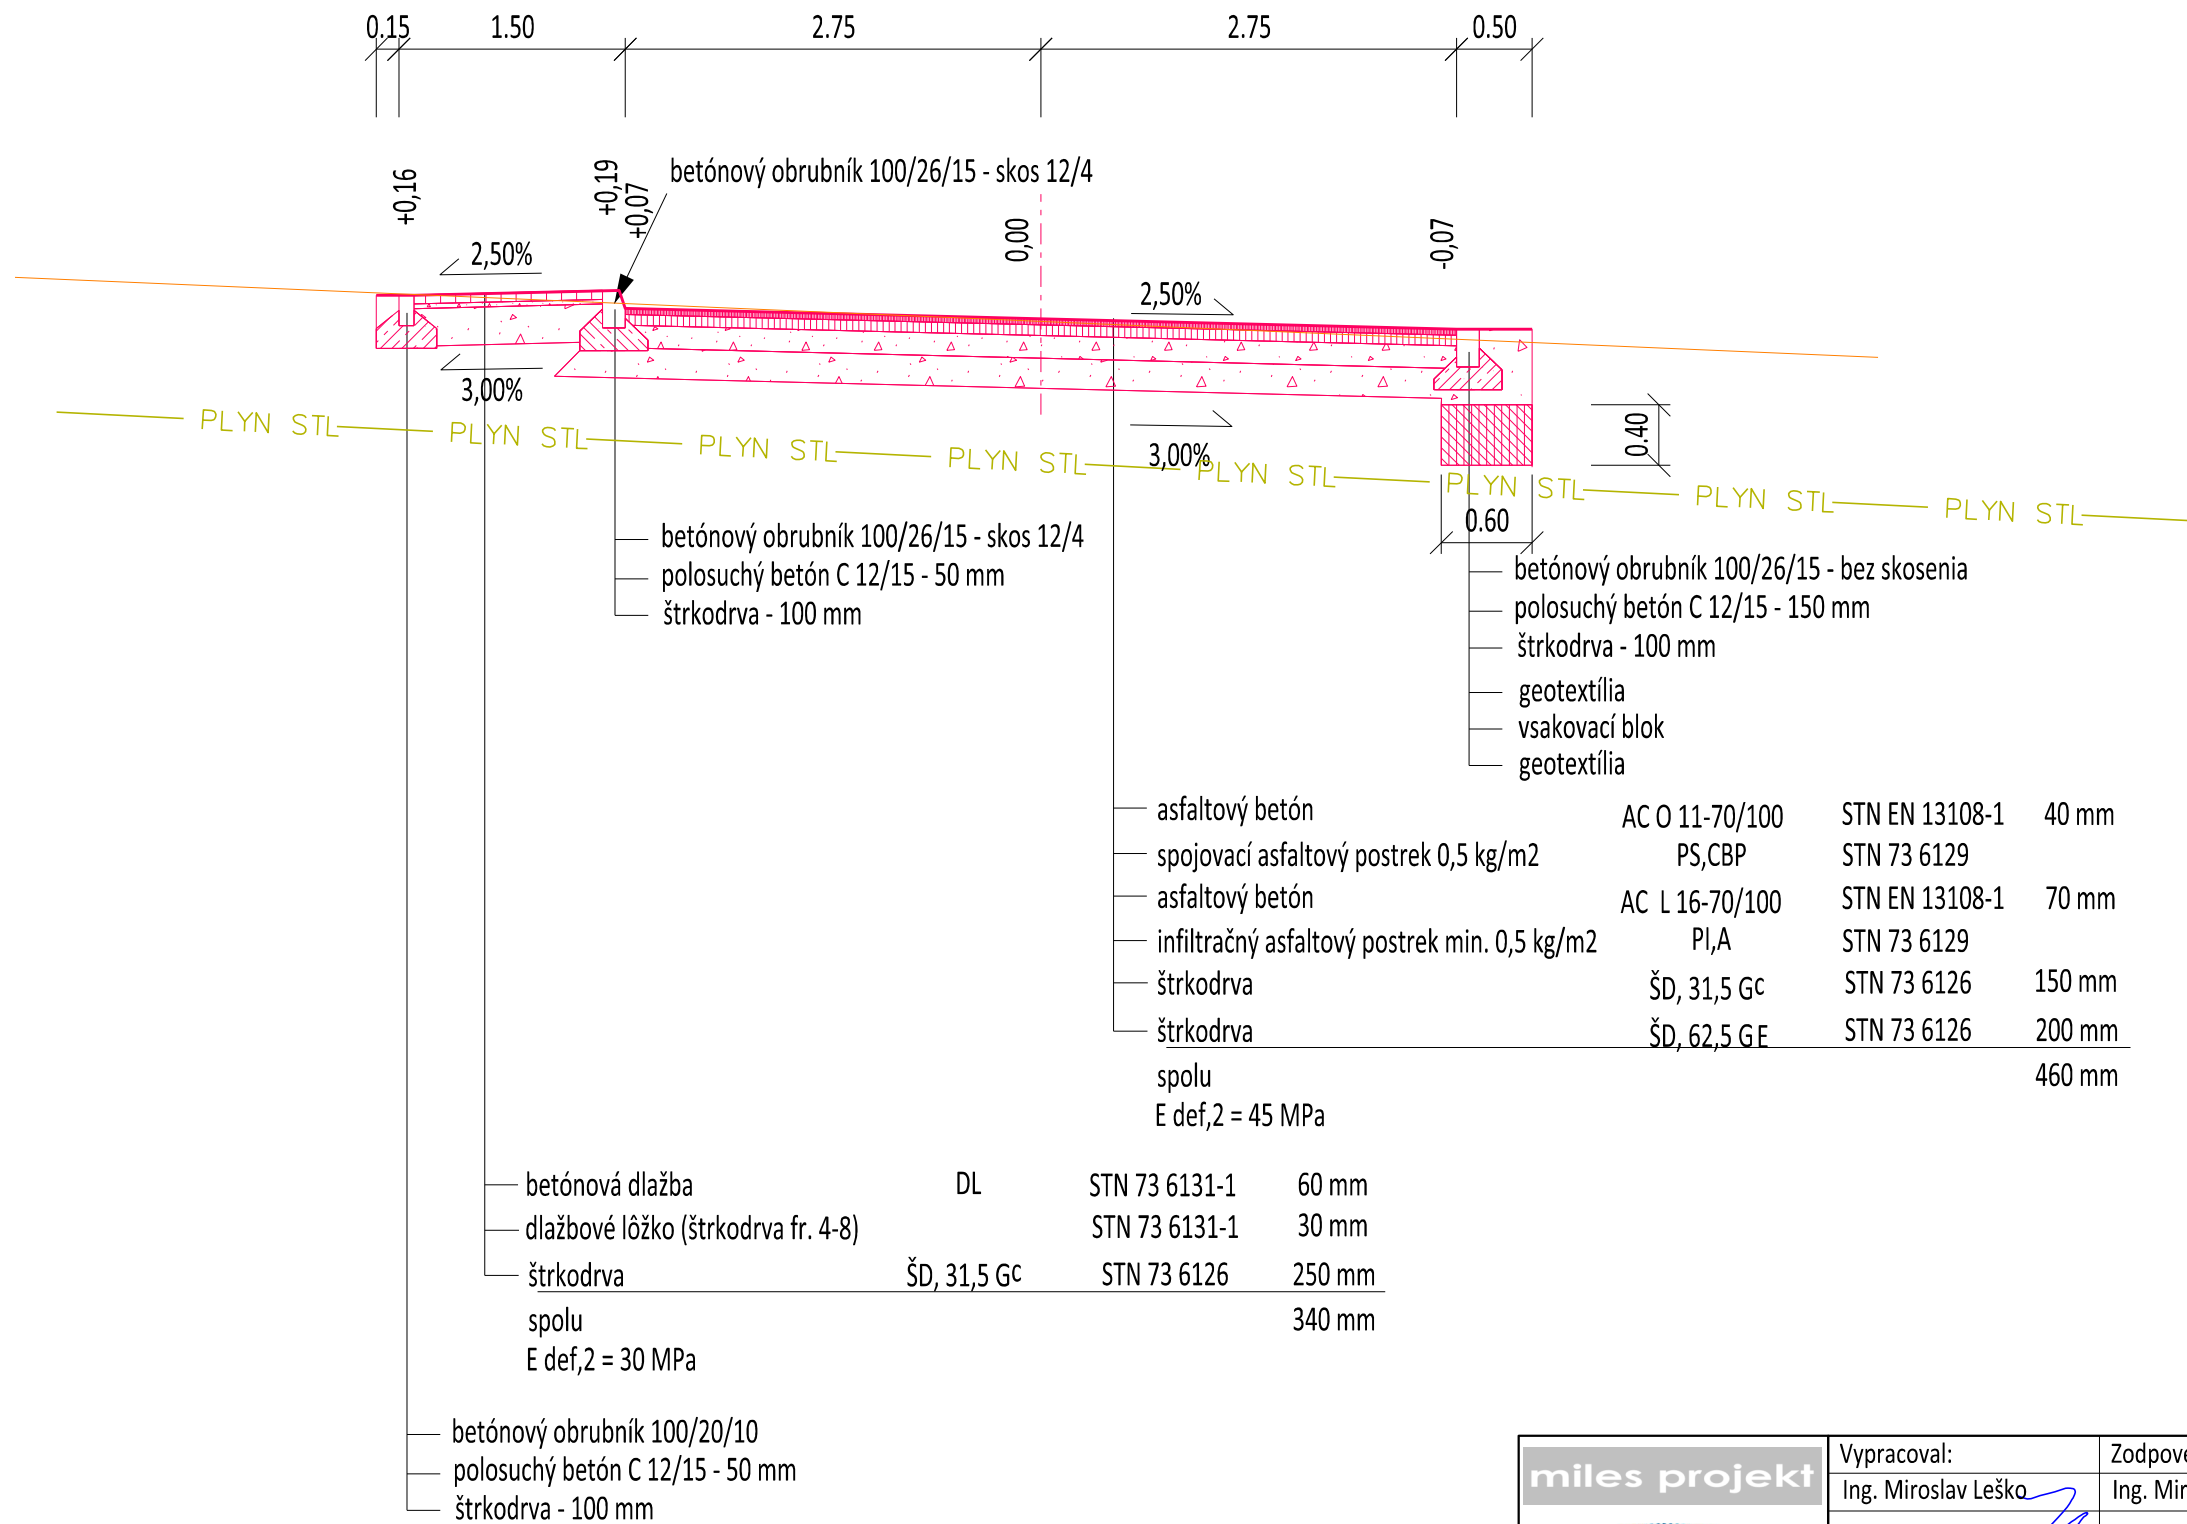 0.15 1.50 2.75 2.75 0.50
+0,16
+0,19
+0,07
betónový obrubník 100/26/15 - skos 12/4
0,00
-0,07
2,50%
2,50%
3,00%
3,00%
PLYN STL PLYN STL PLYN STL PLYN STL PLYN STL PLYN STL PLYN STL PLYN STL
0.40
0.60
betónový obrubník 100/26/15 - skos 12/4
polosuchý betón C 12/15 - 50 mm
štrkodrva - 100 mm
betónový obrubník 100/26/15 - bez skosenia
polosuchý betón C 12/15 - 150 mm
štrkodrva - 100 mm
geotextília
vsakovací blok
geotextília
asfaltový betón AC O 11-70/100 STN EN 13108-1 40 mm
spojovací asfaltový postrek 0,5 kg/m2 PS,CBP STN 73 6129
asfaltový betón AC L 16-70/100 STN EN 13108-1 70 mm
infiltračný asfaltový postrek min. 0,5 kg/m2 PI,A STN 73 6129
štrkodrva ŠD, 31,5 GC STN 73 6126 150 mm
štrkodrva ŠD, 62,5 GE STN 73 6126 200 mm
spolu 460 mm
E def,2 = 45 MPa
betónová dlažba DL STN 73 6131-1 60 mm
dlažbové lôžko (štrkodrva fr. 4-8) STN 73 6131-1 30 mm
štrkodrva ŠD, 31,5 GC STN 73 6126 250 mm
spolu 340 mm
E def,2 = 30 MPa
betónový obrubník 100/20/10
polosuchý betón C 12/15 - 50 mm
štrkodrva - 100 mm
miles projekt
Vypracoval:
Ing. Miroslav Leško
Ing.